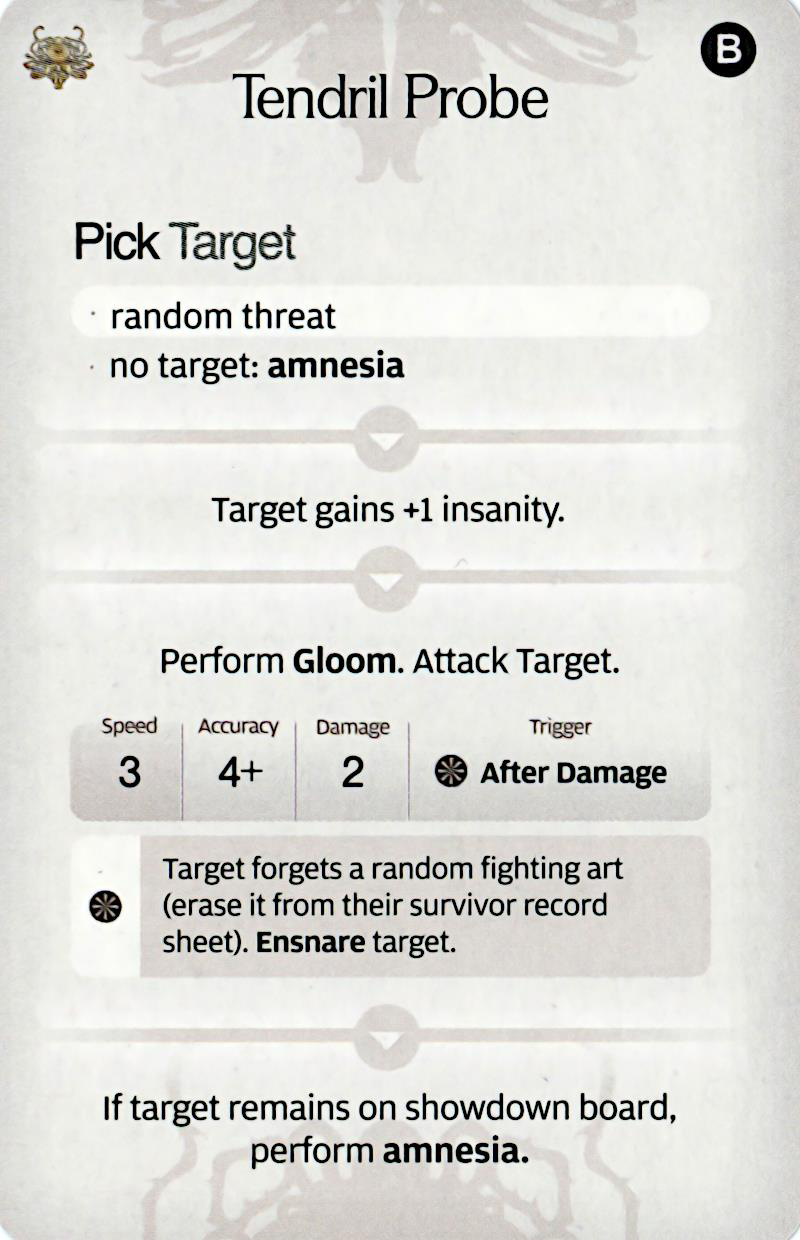 B
Tendril Probe
Pick Target
· random threat
· no target: amnesia
Target gains +1 insanity.
Perform Gloom. Attack Target.
Speed Accuracy Damage Trigger
3 4+ 2 After Damage
Target forgets a random fighting art
(erase it from their survivor record
sheet). Ensnare target.
If target remains on showdown board,
perform amnesia.